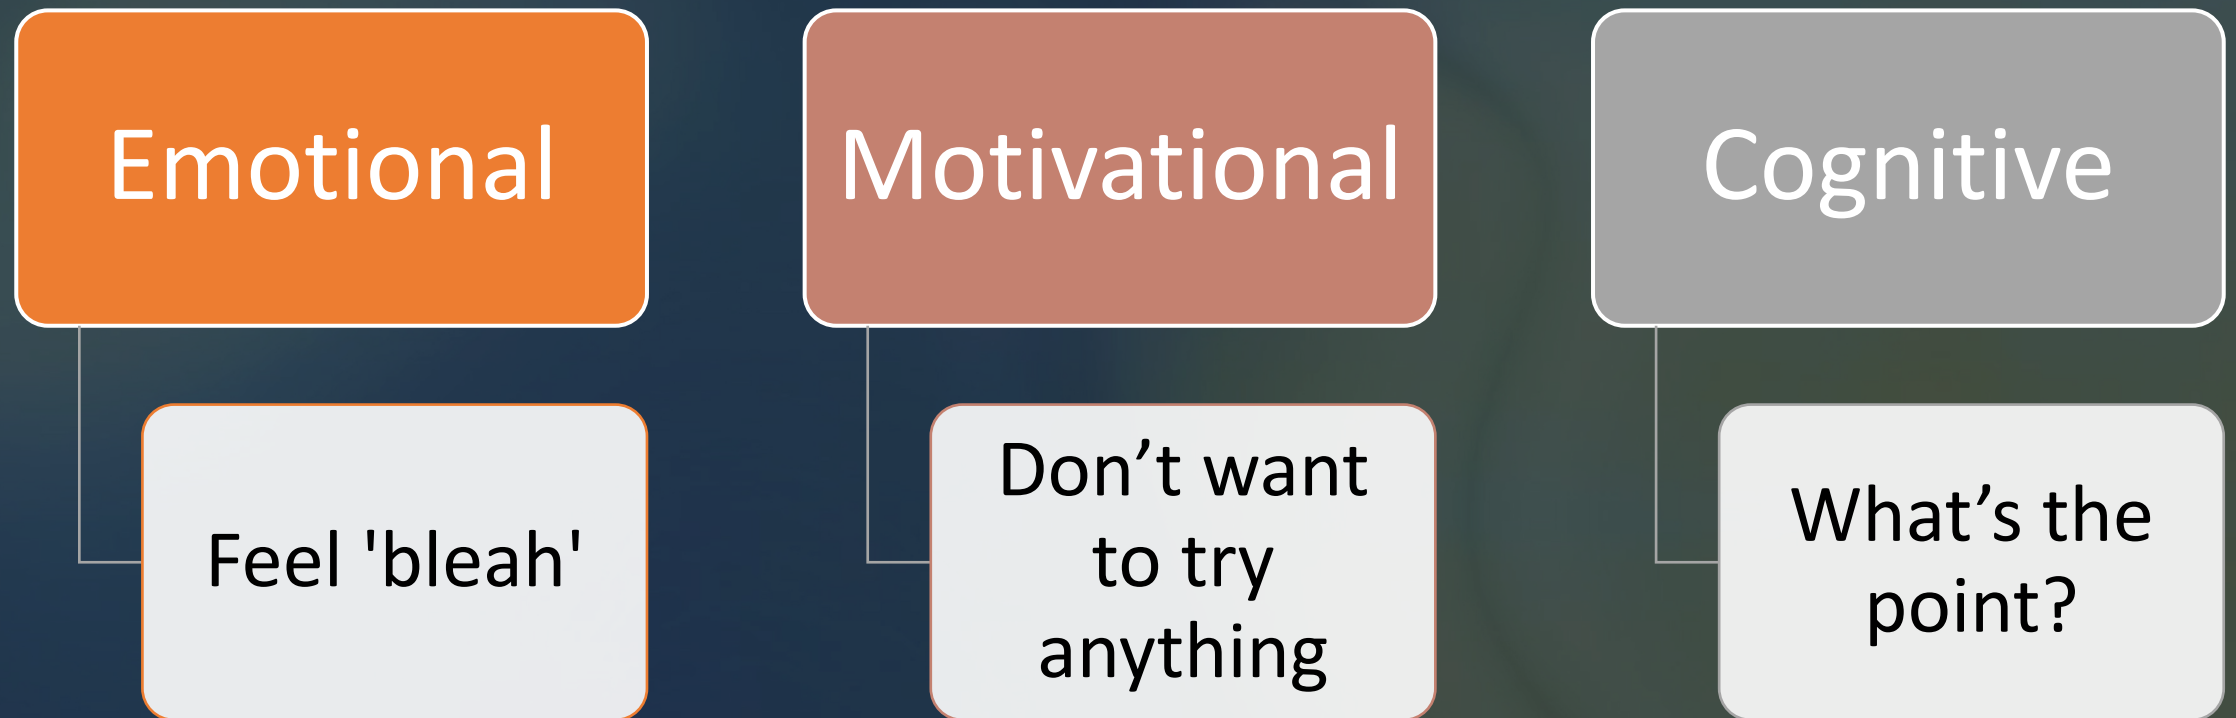 Emotional
Feel 'bleah'
Motivational
Don’t want
to try
anything
Cognitive
What’s the
point?